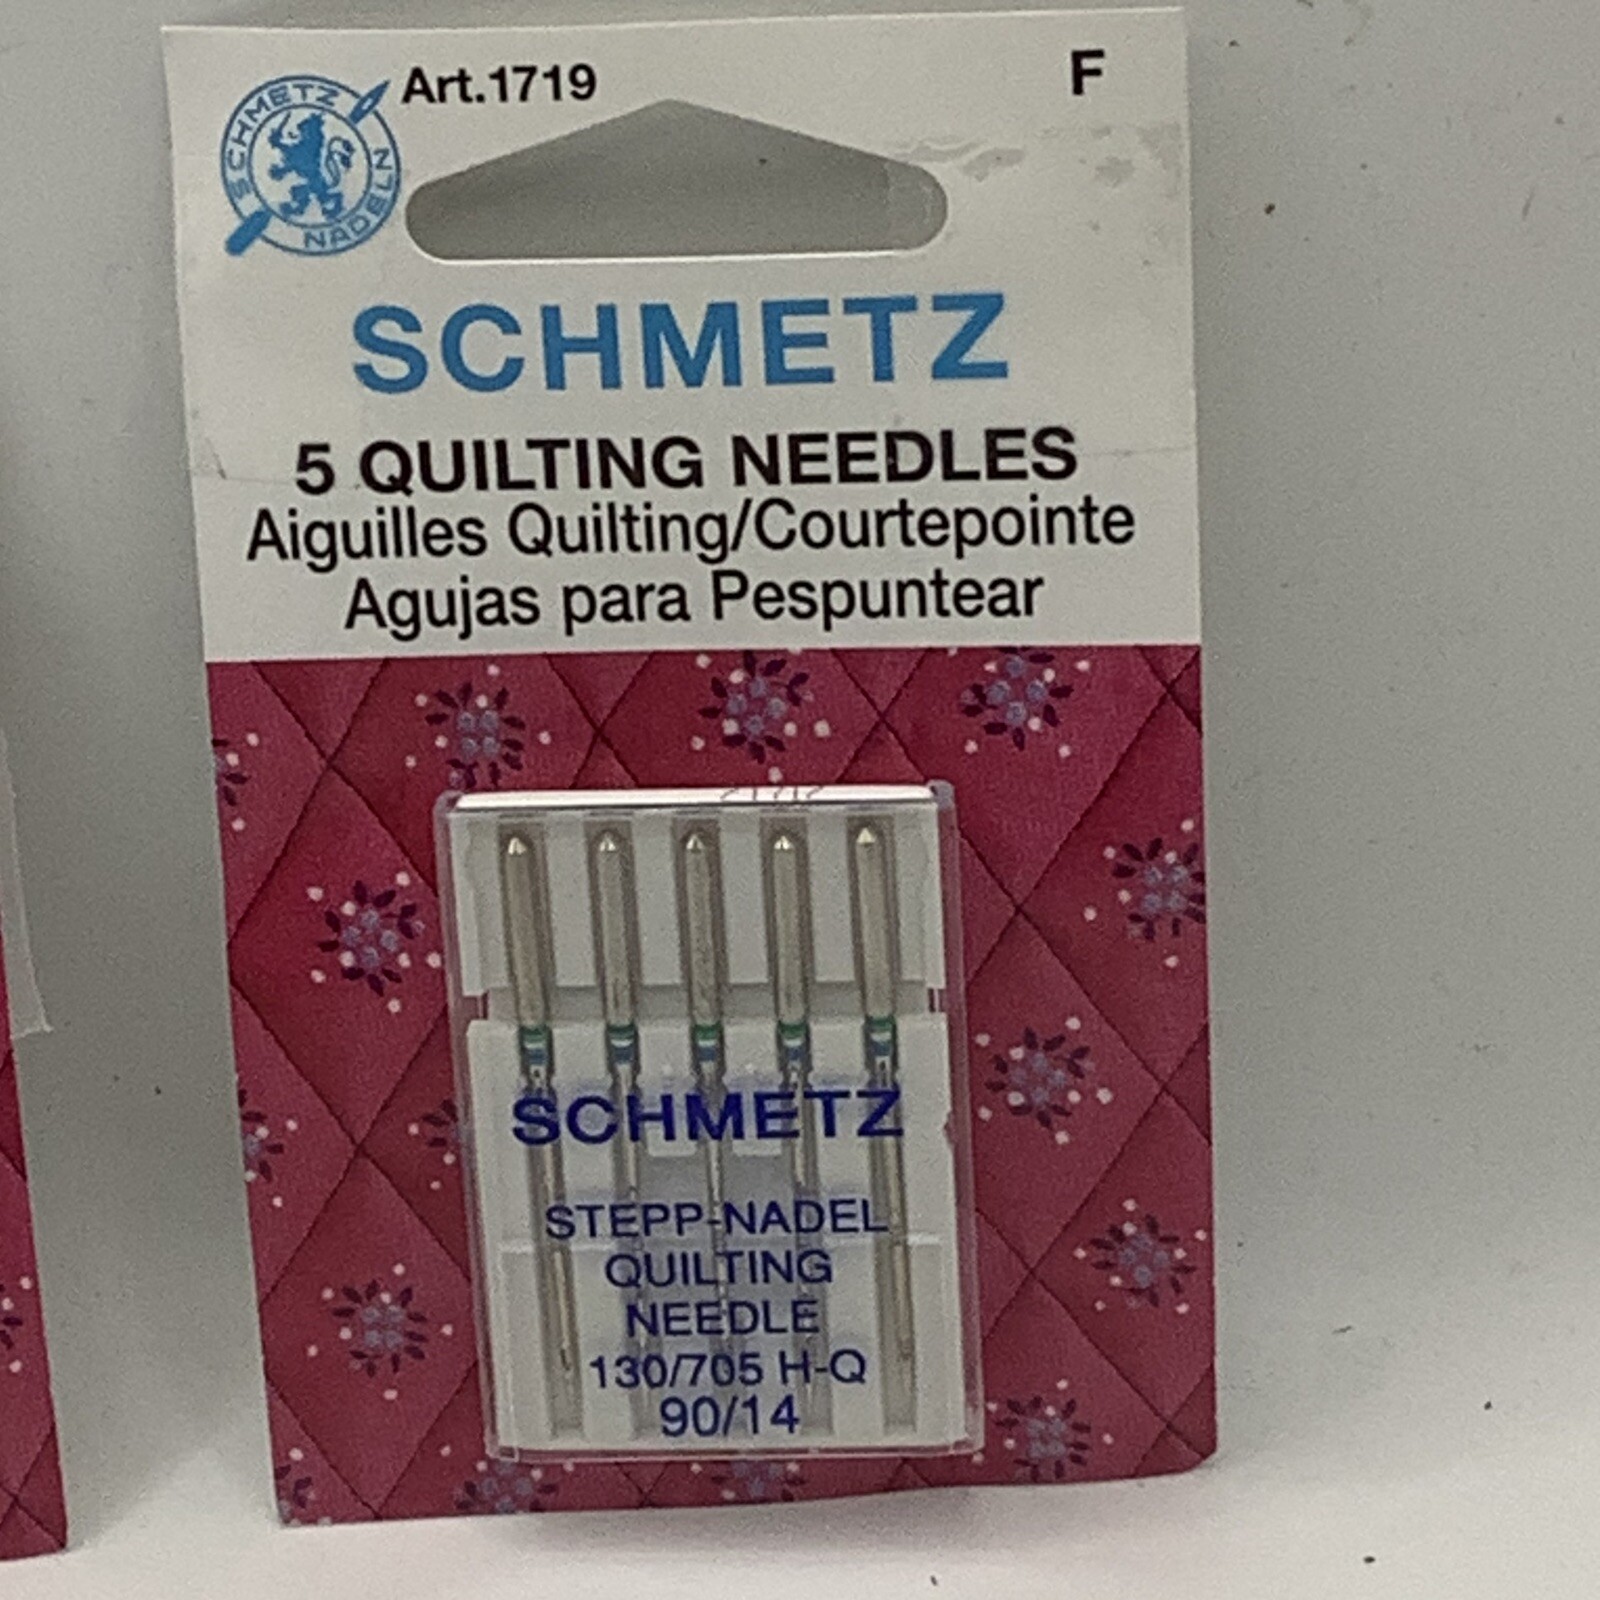 Art.1719
F
SCHMETZ
NADELN
SCHMETZ
5 QUILTING NEEDLES
Aiguilles Quilting/Courtepointe
Agujas para Pespuntear
SCHMETZ
STEPP-NADEL
QUILTING
NEEDLE
130/705 H-Q
90/14